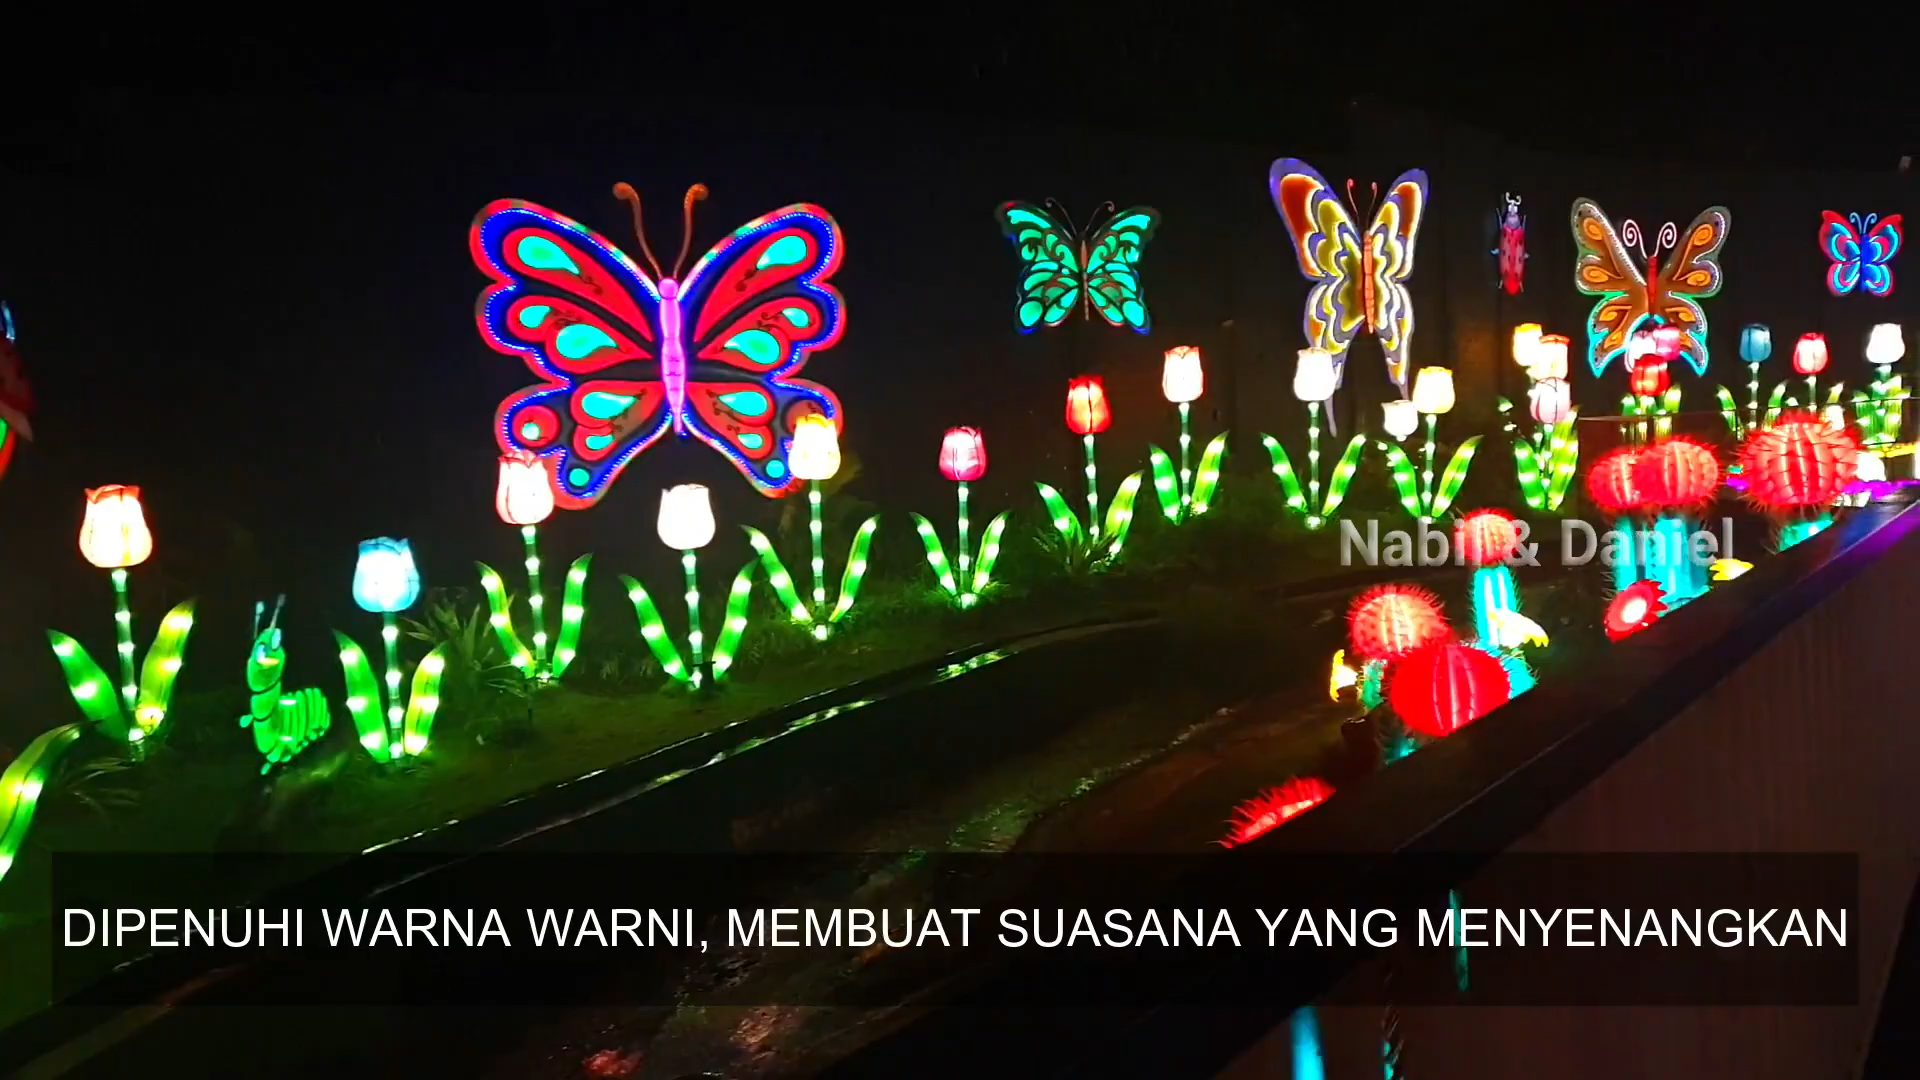 Nabil & Daniel
DIPENUHI WARNA WARNI, MEMBUAT SUASANA YANG MENYENANGKAN